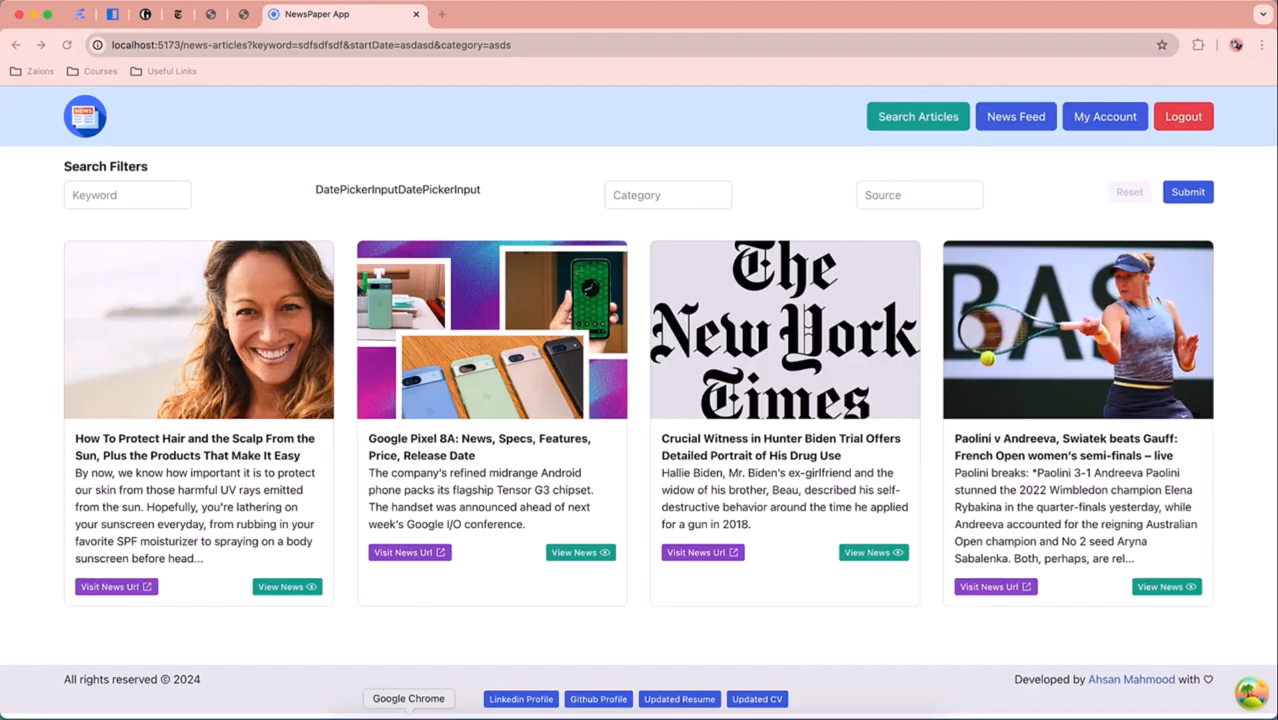 NewsPaper App
localhost:5173/news-articles?keyword=sdfsdfsdf&startDate=asdasd&category=asds
Zaions
Courses
Useful Links
NEWS
Search Articles
News Feed
My Account
Logout
Search Filters
Keyword
DatePickerInputDatePickerInput
Category
Source
Reset
Submit
BAS
The
New York
Times
How To Protect Hair and the Scalp From the
Sun, Plus the Products That Make It Easy
By now, we know how important it is to protect
our skin from those harmful UV rays emitted
from the sun. Hopefully, you're lathering on
your sunscreen everyday, from rubbing in your
favorite SPF moisturizer to spraying on a body
sunscreen before head...
Visit News Url
View News
Google Pixel 8A: News, Specs, Features,
Price, Release Date
The company's refined midrange Android
phone packs its flagship Tensor G3 chipset.
The handset was announced ahead of next
week's Google I/O conference.
Visit News Url
View News
Crucial Witness in Hunter Biden Trial Offers
Detailed Portrait of His Drug Use
Hallie Biden, Mr. Biden's ex-girlfriend and the
widow of his brother, Beau, described his self-
destructive behavior around the time he applied
for a gun in 2018.
Visit News Url
View News
Paolini v Andreeva, Swiatek beats Gauff:
French Open women's semi-finals – live
Paolini breaks: *Paolini 3-1 Andreeva Paolini
stunned the 2022 Wimbledon champion Elena
Rybakina in the quarter-finals yesterday, while
Andreeva accounted for the reigning Australian
Open champion and No 2 seed Aryna
Sabalenka. Both, perhaps, are rel...
Visit News Url
View News
All rights reserved © 2024
Google Chrome
Linkedin Profile
Github Profile
Updated Resume
Updated CV
Developed by Ahsan Mahmood with ♡